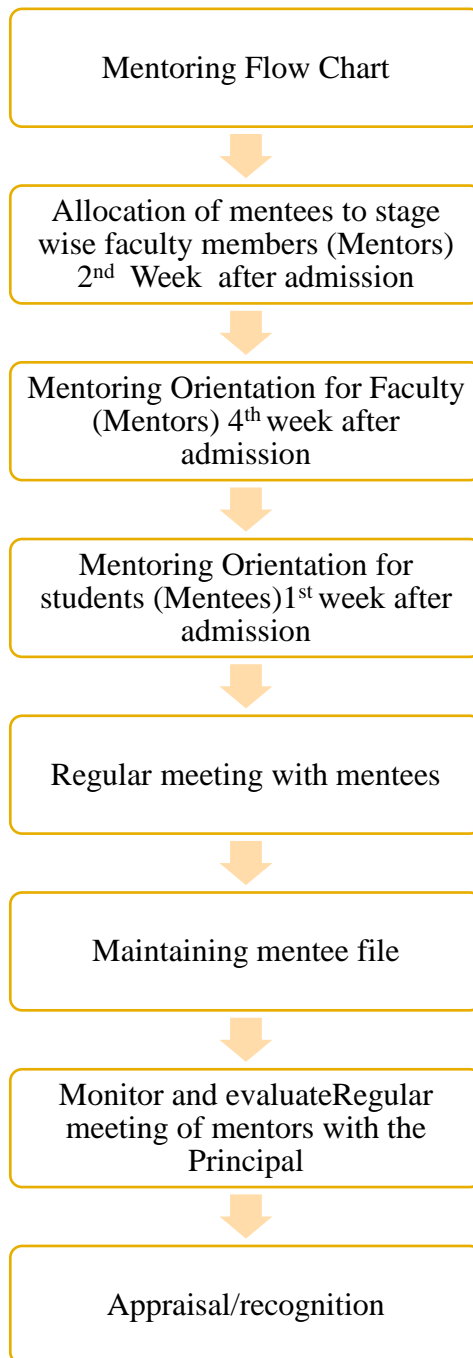 Mentoring Flow Chart
Allocation of mentees to stage
wise faculty members (Mentors)
2nd Week after admission
Mentoring Orientation for Faculty
(Mentors) 4th week after
admission
Mentoring Orientation for
students (Mentees)1st week after
admission
Regular meeting with mentees
Maintaining mentee file
Monitor and evaluateRegular
meeting of mentors with the
Principal
Appraisal/recognition